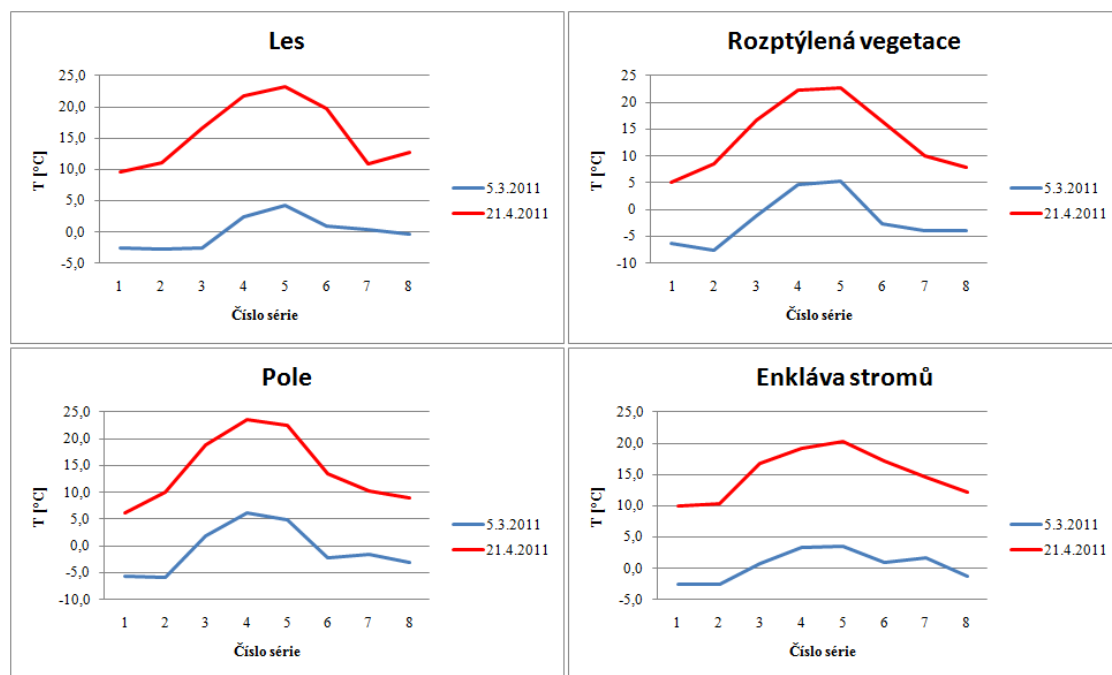 Les
25,0
20,0
15,0
10,0
5,0
0,0
-5,0
T [°C]
1 2 3 4 5 6 7 8
Číslo série
5.3.2011
21.4.2011
Rozptýlená vegetace
25
20
15
10
5
0
-5
-10
T [°C]
1 2 3 4 5 6 7 8
Číslo série
5.3.2011
21.4.2011
Pole
25,0
20,0
15,0
10,0
5,0
0,0
-5,0
-10,0
T [°C]
1 2 3 4 5 6 7 8
Číslo série
5.3.2011
21.4.2011
Enkláva stromů
25,0
20,0
15,0
10,0
5,0
0,0
-5,0
T [°C]
1 2 3 4 5 6 7 8
Číslo série
5.3.2011
21.4.2011